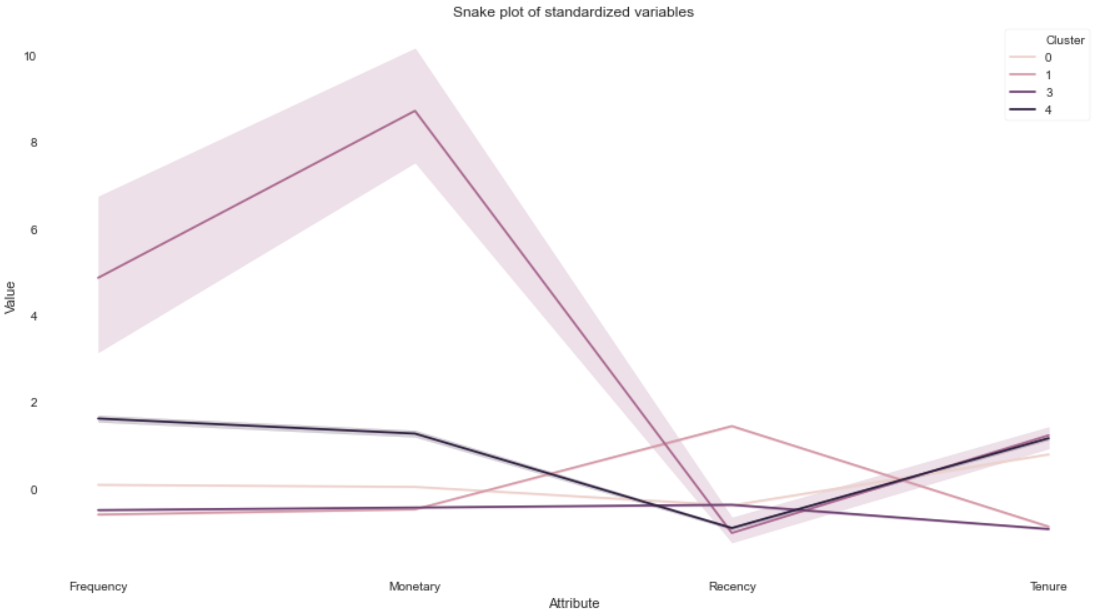 Snake plot of standardized variables
Cluster
0
1
3
4
10
8
6
4
2
0
Value
Frequency
Monetary
Recency
Tenure
Attribute